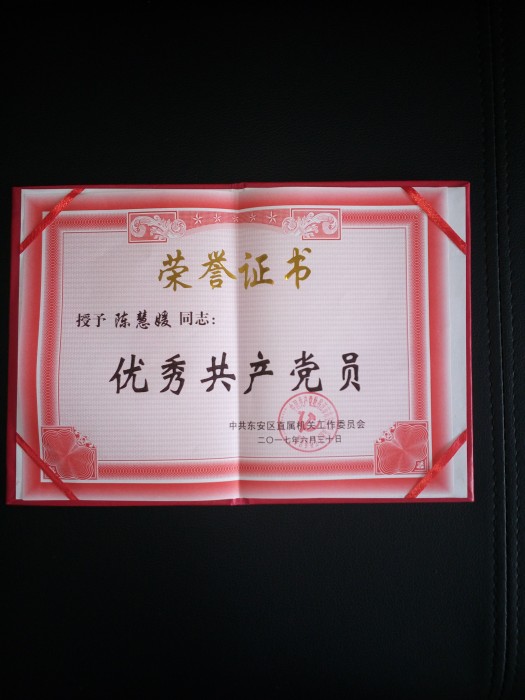 荣誉证书
授予 陈慧媛 同志：
优秀共产党员
中共东安区直属机关工作委员会
二〇一七年六月三十日